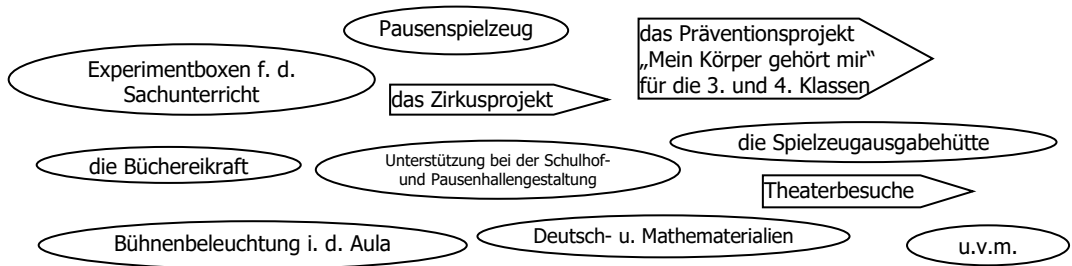 Pausenspielzeug
das Präventionsprojekt
„Mein Körper gehört mir“
für die 3. und 4. Klassen
Experimentboxen f. d.
Sachunterricht
das Zirkusprojekt
die Spielzeugausgabehütte
die Büchereikraft
Unterstützung bei der Schulhof-
und Pausenhallengestaltung
Theaterbesuche
Bühnenbeleuchtung i. d. Aula
Deutsch- u. Mathematerialien
u.v.m.